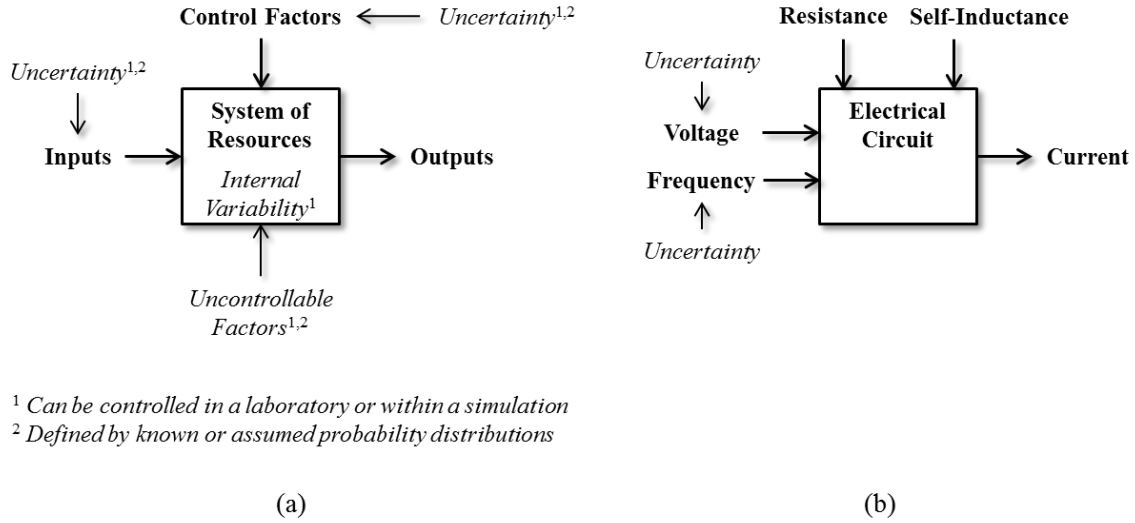 Control Factors
Uncertainty1,2
Uncertainty1,2
Inputs
System of
Resources
Internal
Variability1
Outputs
Uncontrollable
Factors1,2
1 Can be controlled in a laboratory or within a simulation
2 Defined by known or assumed probability distributions
(a)
Resistance
Self-Inductance
Uncertainty
Voltage
Frequency
Uncertainty
Electrical
Circuit
Current
(b)